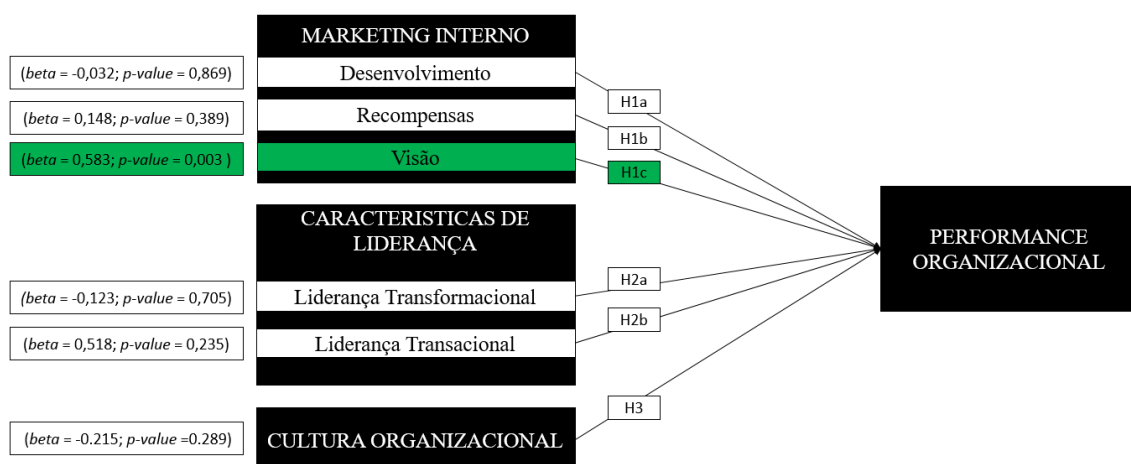 MARKETING INTERNO
(beta = -0,032; p-value = 0,869)
Desenvolvimento
H1a
(beta = 0,148; p-value = 0,389)
Recompensas
H1b
(beta = 0,583; p-value = 0,003 )
Visão
H1c
CARACTERISTICAS DE
LIDERANÇA
PERFORMANCE
ORGANIZACIONAL
(beta = -0,123; p-value = 0,705)
Liderança Transformacional
H2a
(beta = 0,518; p-value = 0,235)
Liderança Transacional
H2b
H3
(beta = -0.215; p-value =0.289)
CULTURA ORGANIZACIONAL